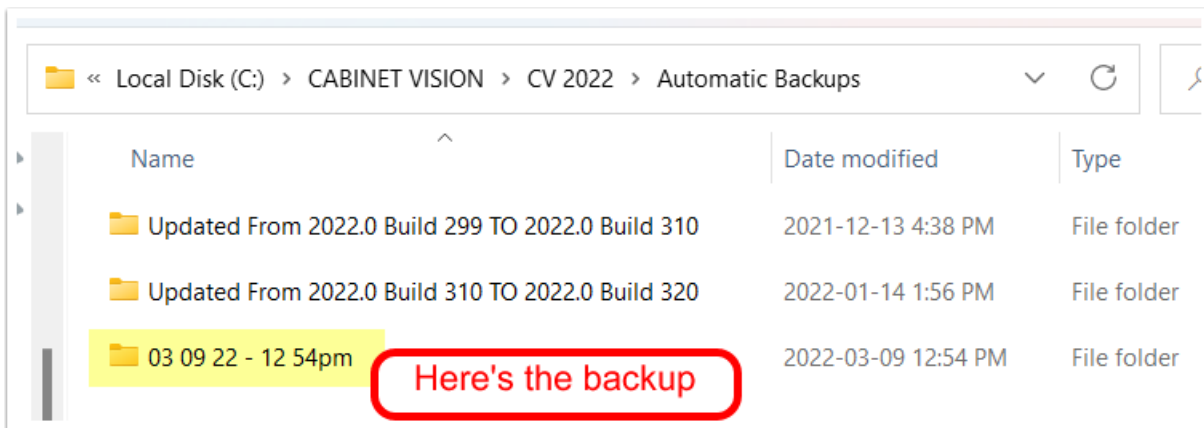 « Local Disk (C:) > CABINET VISION > CV 2022 > Automatic Backups
Name Date modified Type
Updated From 2022.0 Build 299 TO 2022.0 Build 310 2021-12-13 4:38 PM File folder
Updated From 2022.0 Build 310 TO 2022.0 Build 320 2022-01-14 1:56 PM File folder
03 09 22 - 12 54pm 2022-03-09 12:54 PM File folder
Here's the backup